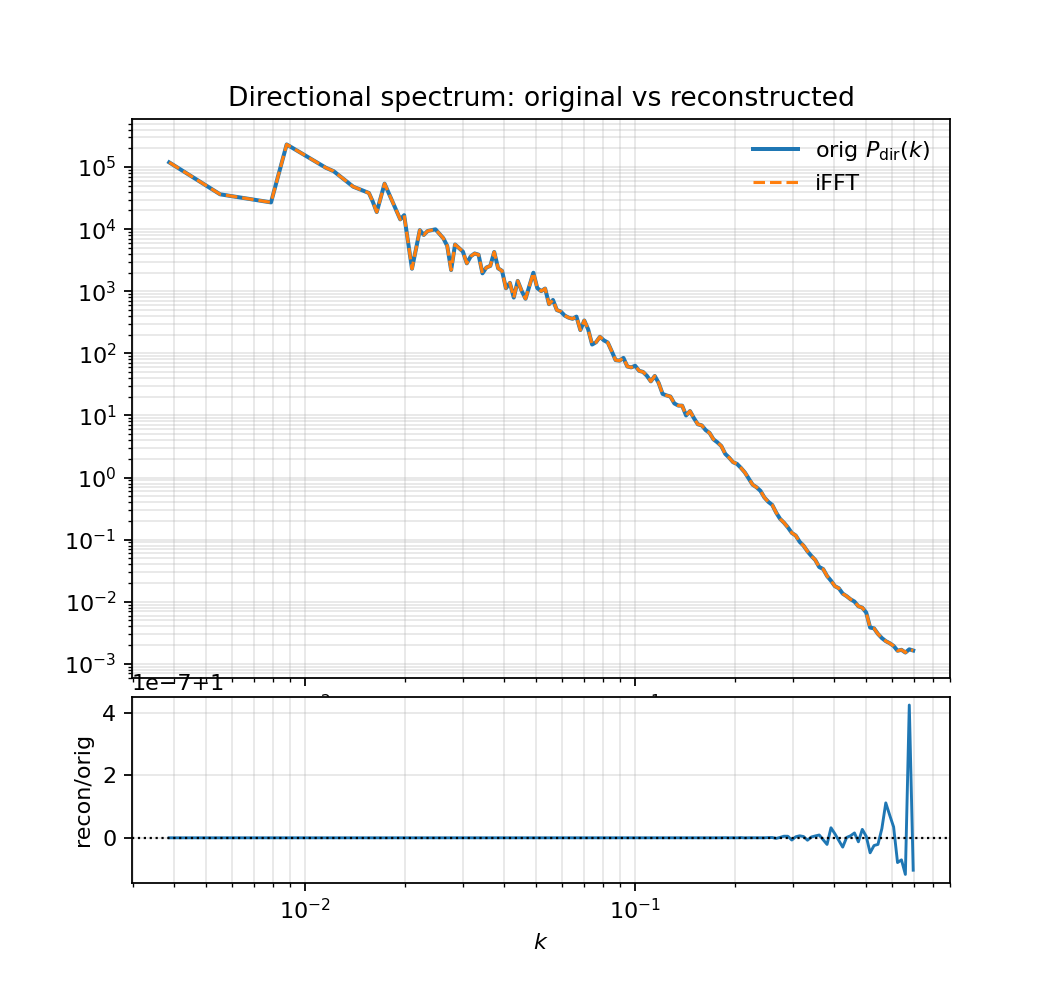 Directional spectrum: original vs reconstructed
orig P_dir(k)
iFFT
10^5
10^4
10^3
10^2
10^1
10^0
10^−1
10^−2
10^−3
1e−7+1
4
2
0
recon/orig
10^−2
10^−1
k